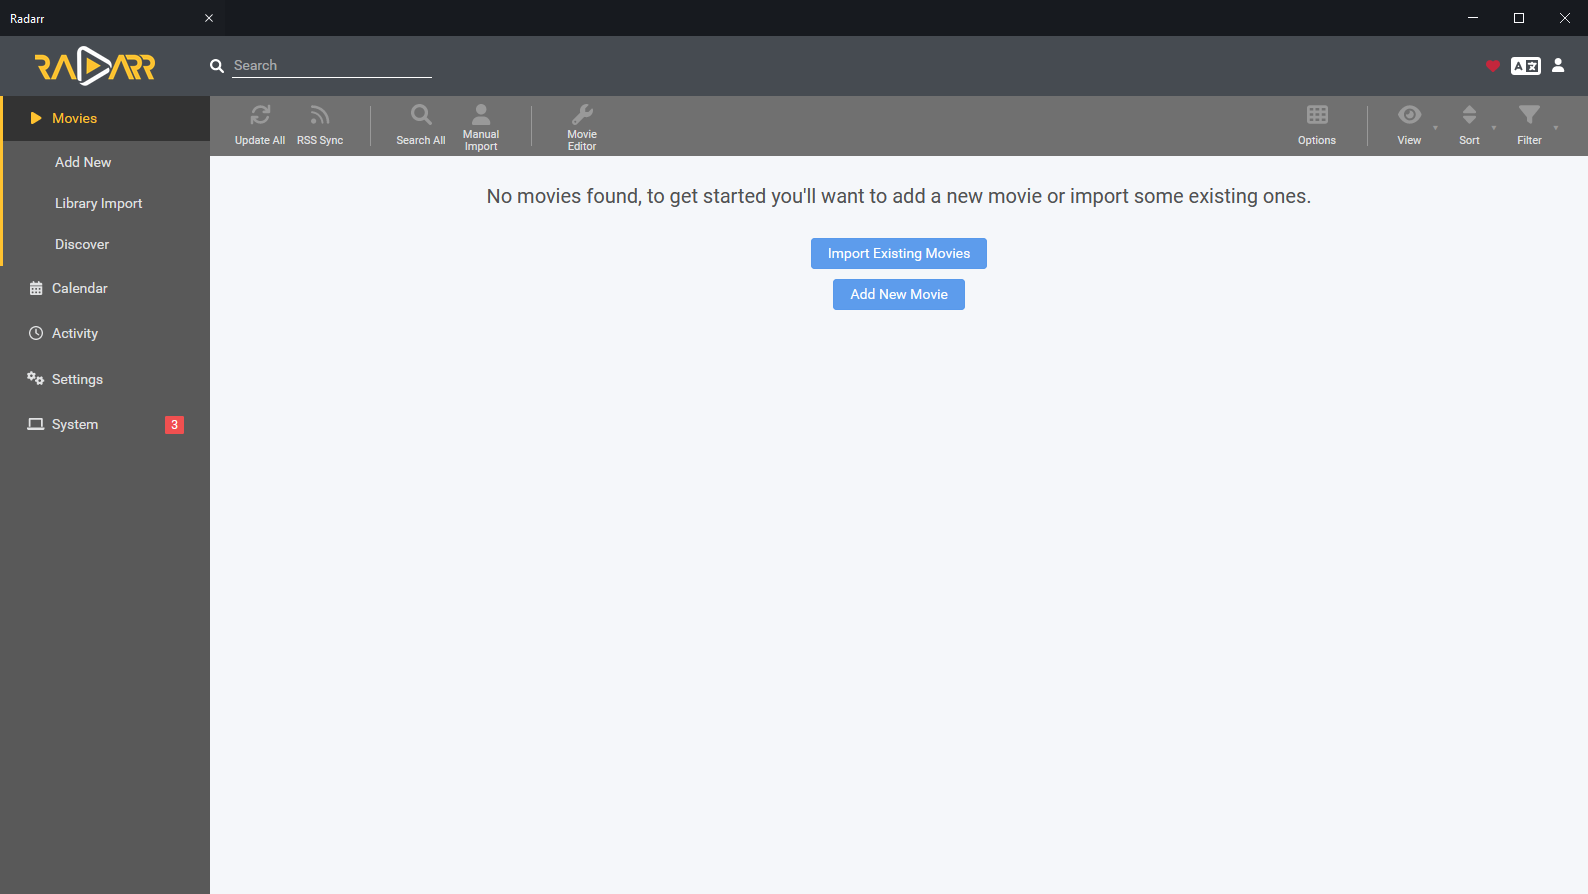 Radarr
RADARR
Search
A
Movies
Add New
Library Import
Discover
Calendar
Activity
Settings
System 3
Update All
RSS Sync
Search All
Manual
Import
Movie
Editor
Options
View
Sort
Filter
No movies found, to get started you'll want to add a new movie or import some existing ones.
Import Existing Movies
Add New Movie